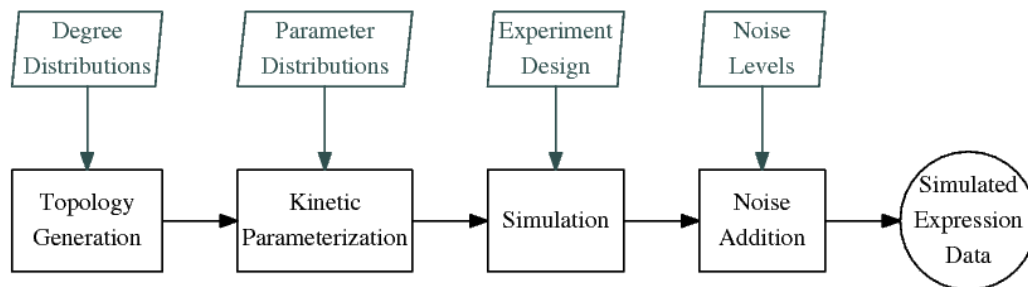 Degree
Distributions
Parameter
Distributions
Experiment
Design
Noise
Levels
Topology
Generation
Kinetic
Parameterization
Simulation
Noise
Addition
Simulated
Expression
Data